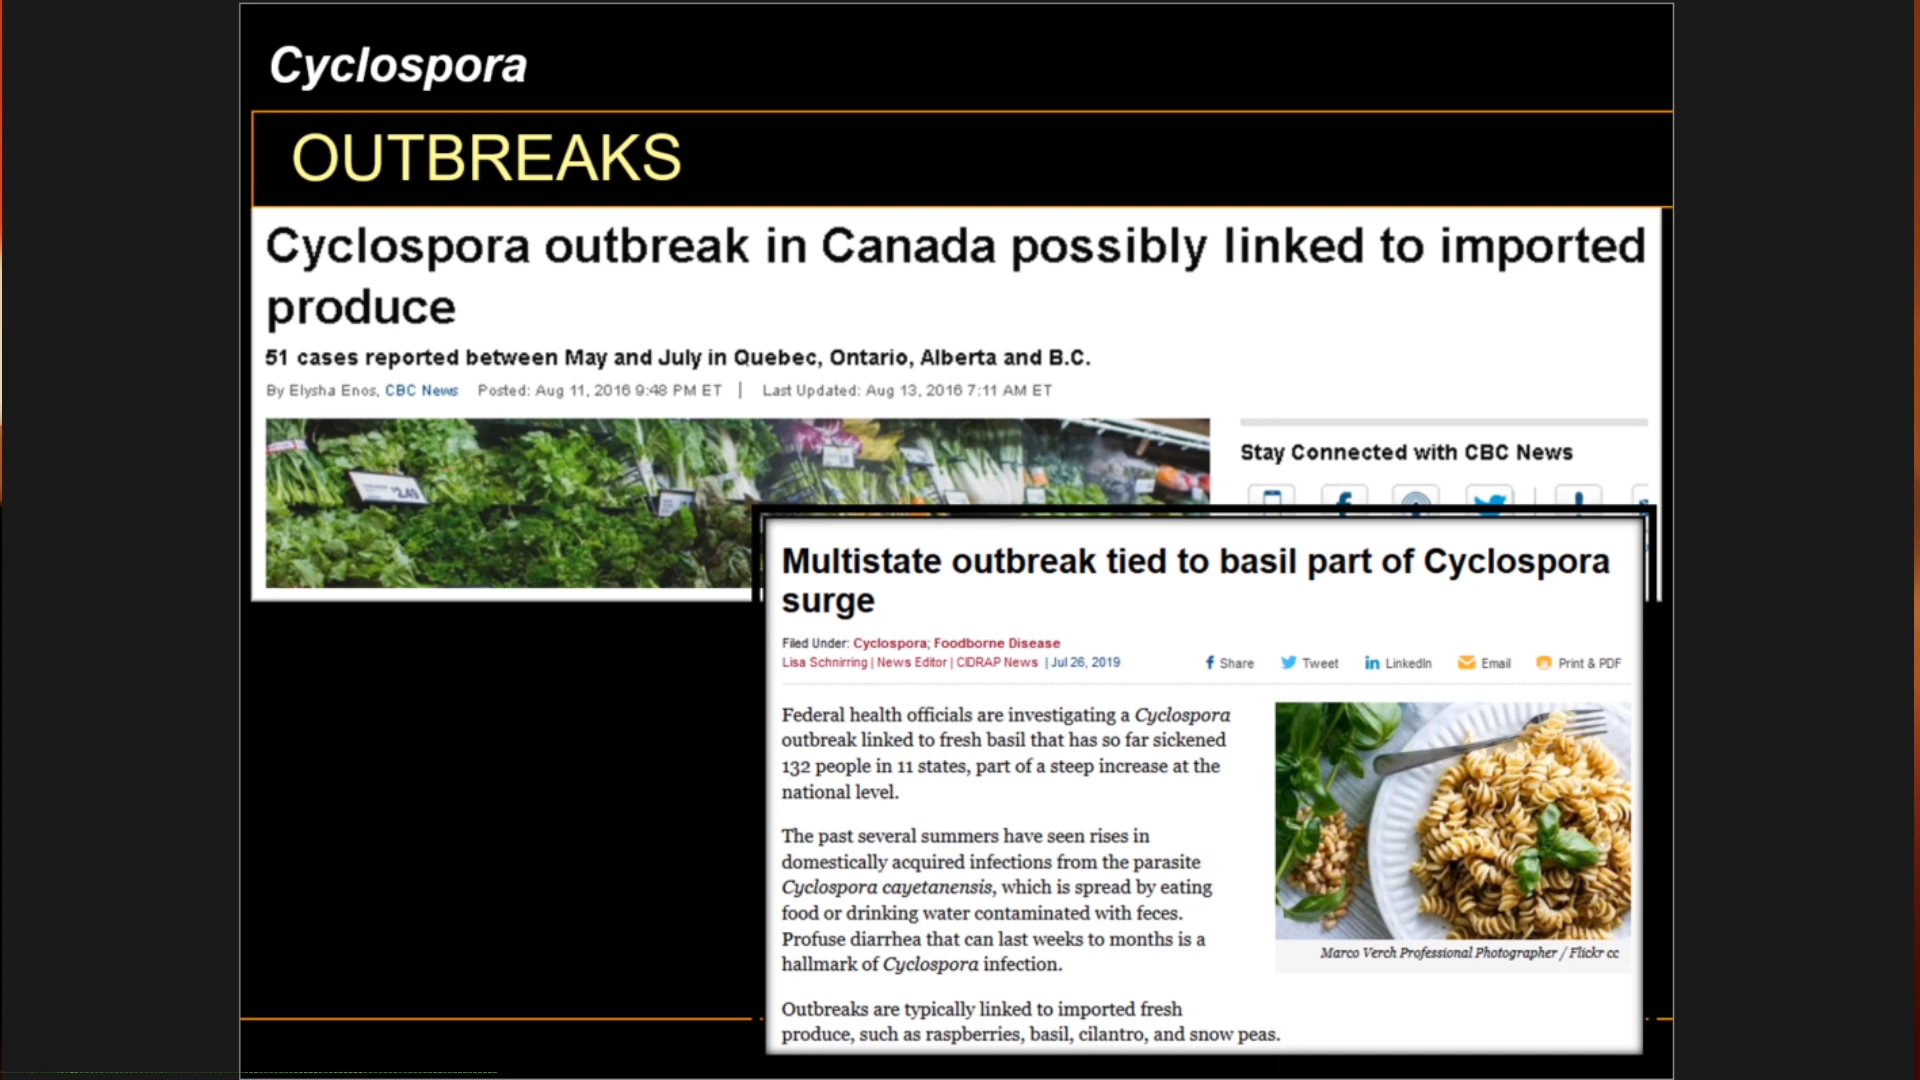 Cyclospora
OUTBREAKS
Cyclospora outbreak in Canada possibly linked to imported
produce
51 cases reported between May and July in Quebec, Ontario, Alberta and B.C.
By Elysha Enos, CBC News Posted: Aug 11, 2016 9:48 PM ET | Last Updated: Aug 13, 2016 7:11 AM ET
Stay Connected with CBC News
Multistate outbreak tied to basil part of Cyclospora
surge
Filed Under: Cyclospora; Foodborne Disease
Lisa Schnirring | News Editor | CIDRAP News | Jul 26, 2019
Share Tweet LinkedIn Email Print & PDF
Federal health officials are investigating a Cyclospora
outbreak linked to fresh basil that has so far sickened
132 people in 11 states, part of a steep increase at the
national level.
The past several summers have seen rises in
domestically acquired infections from the parasite
Cyclospora cayetanensis, which is spread by eating
food or drinking water contaminated with feces.
Profuse diarrhea that can last weeks to months is a
hallmark of Cyclospora infection.
Marco Verch Professional Photographer / Flickr cc
Outbreaks are typically linked to imported fresh
produce, such as raspberries, basil, cilantro, and snow peas.